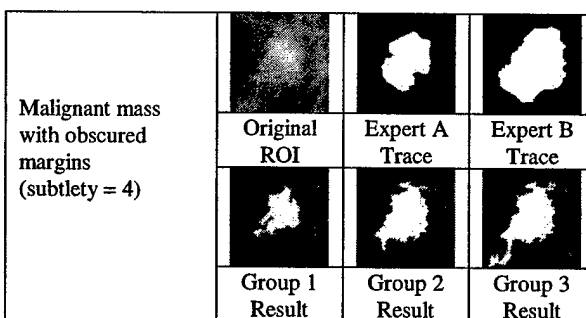 Malignant mass
with obscured
margins
(subtlety = 4)
Original
ROI
Expert A
Trace
Expert B
Trace
Group 1
Result
Group 2
Result
Group 3
Result